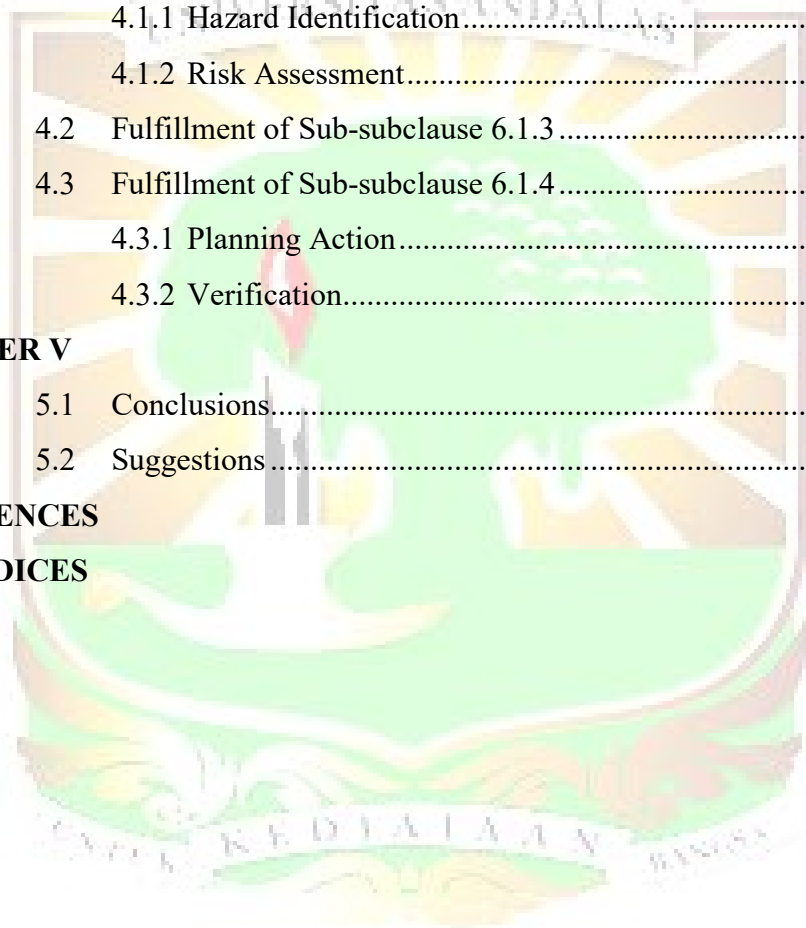 4.1.1 Hazard Identification........................................
4.1.2 Risk Assessment..............................................
4.2 Fulfillment of Sub-subclause 6.1.3..............................
4.3 Fulfillment of Sub-subclause 6.1.4..............................
4.3.1 Planning Action...............................................
4.3.2 Verification.....................................................
ER V
5.1 Conclusions................................................................
5.2 Suggestions................................................................
ENCES
DICES
KEDJAJAAN BANGSA